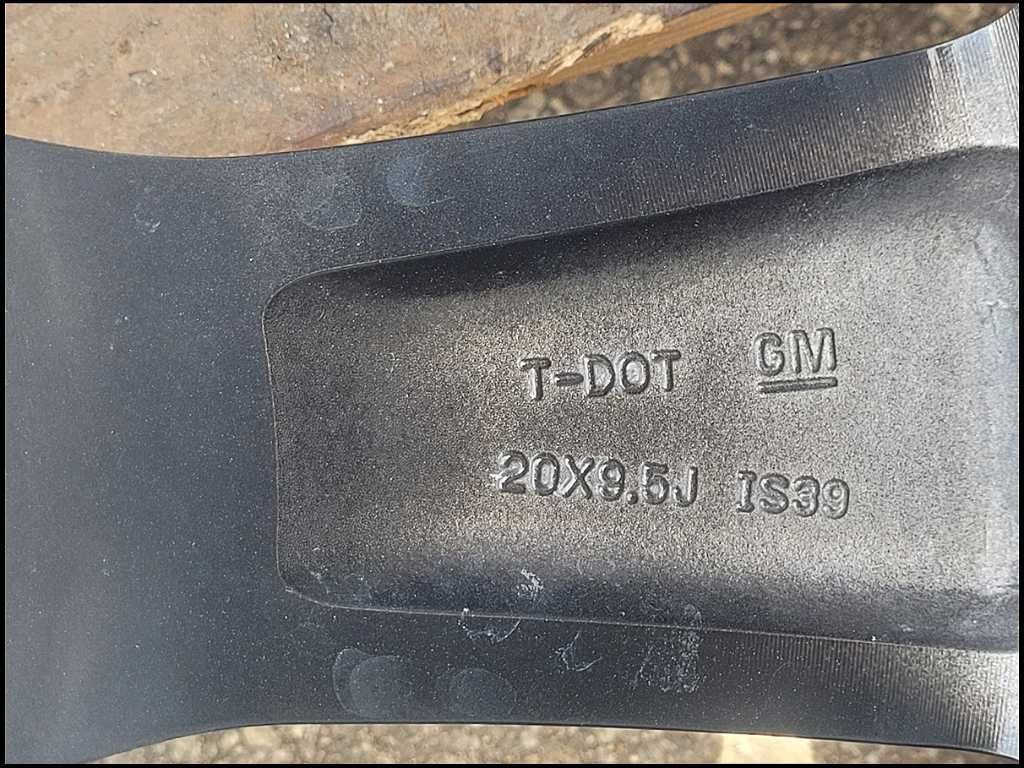 T-DOT GM
20X9.5J IS39